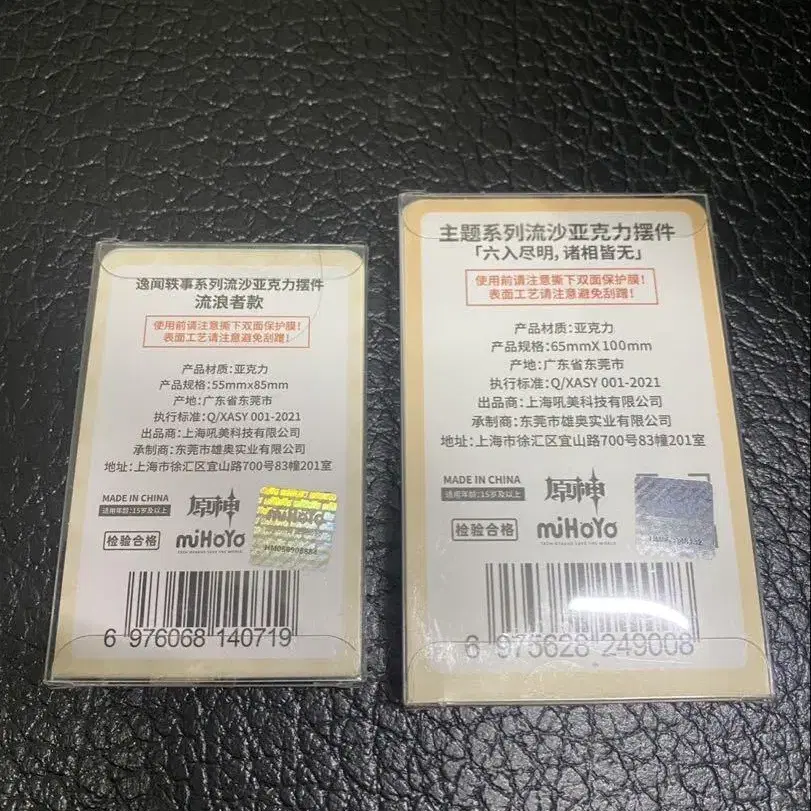 逸闻轶事系列流沙亚克力摆件
流浪者款
使用前请注意撕下双面保护膜！
表面工艺请注意避免刮蹭！
产品材质：亚克力
产品规格：55mmx85mm
产地：广东省东莞市
执行标准：Q/XASY 001-2021
出品商：上海吼美科技有限公司
承制商：东莞市雄奥实业有限公司
地址：上海市徐汇区宜山路700号83幢201室
MADE IN CHINA
适用年龄：15岁及以上
原神
检验合格
miHoYo
TECH OTAKUS SAVE THE WORLD
miHoYo
6 976068 140719
主题系列流沙亚克力摆件
「六入尽明，诸相皆无」
使用前请注意撕下双面保护膜！
表面工艺请注意避免刮蹭！
产品材质：亚克力
产品规格：65mmX100mm
产地：广东省东莞市
执行标准：Q/XASY 001-2021
出品商：上海吼美科技有限公司
承制商：东莞市雄奥实业有限公司
地址：上海市徐汇区宜山路700号83幢201室
MADE IN CHINA
适用年龄：15岁及以上
原神
检验合格
miHoYo
TECH OTAKUS SAVE THE WORLD
6 975628 249008